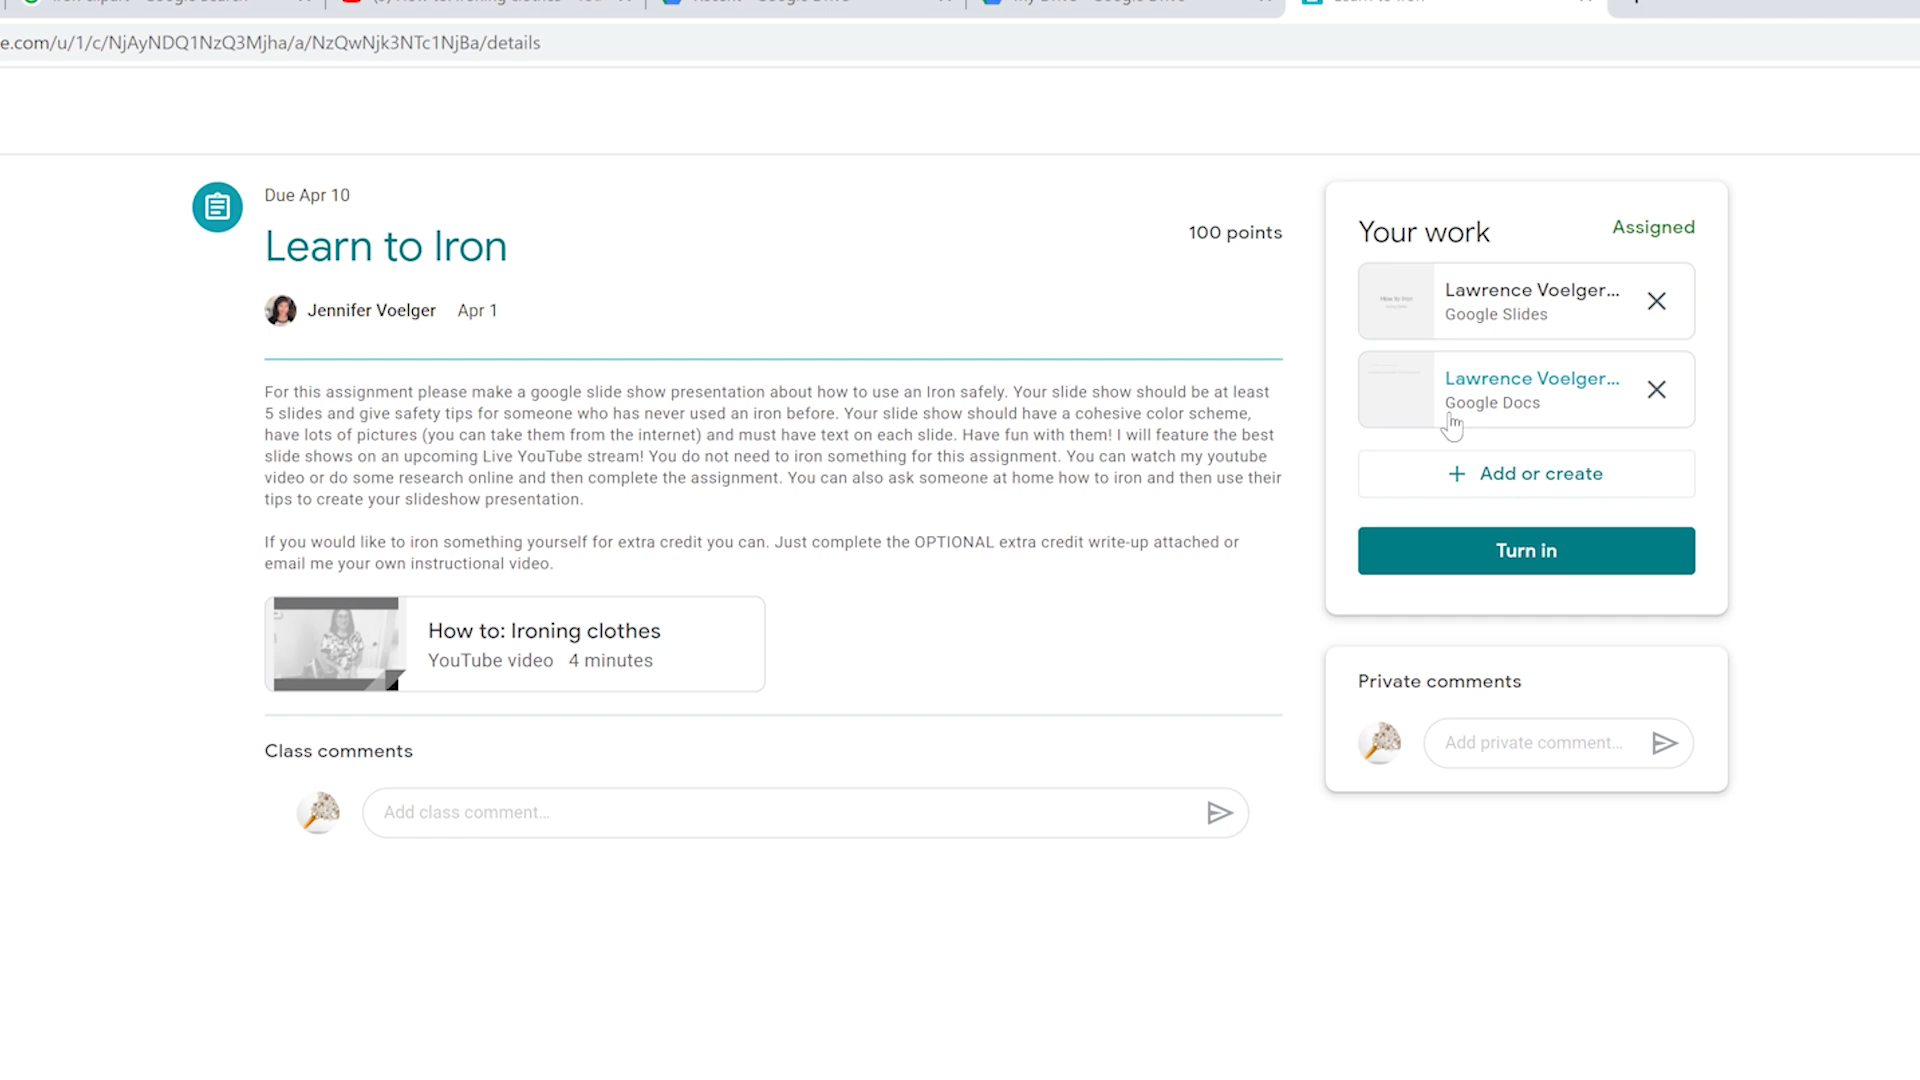 e.com/u/1/c/NjAyNDQ1NzQ3Mjha/a/NzQwNjk3NTc1NjBa/details
Due Apr 10
Learn to Iron
100 points
Jennifer Voelger Apr 1
For this assignment please make a google slide show presentation about how to use an Iron safely. Your slide show should be at least
5 slides and give safety tips for someone who has never used an iron before. Your slide show should have a cohesive color scheme,
have lots of pictures (you can take them from the internet) and must have text on each slide. Have fun with them! I will feature the best
slide shows on an upcoming Live YouTube stream! You do not need to iron something for this assignment. You can watch my youtube
video or do some research online and then complete the assignment. You can also ask someone at home how to iron and then use their
tips to create your slideshow presentation.
If you would like to iron something yourself for extra credit you can. Just complete the OPTIONAL extra credit write-up attached or
email me your own instructional video.
How to: Ironing clothes
YouTube video 4 minutes
Class comments
Add class comment...
Your work
Assigned
How to Iron
Lawrence Voelger...
Google Slides
Lawrence Voelger...
Google Docs
+ Add or create
Turn in
Private comments
Add private comment...